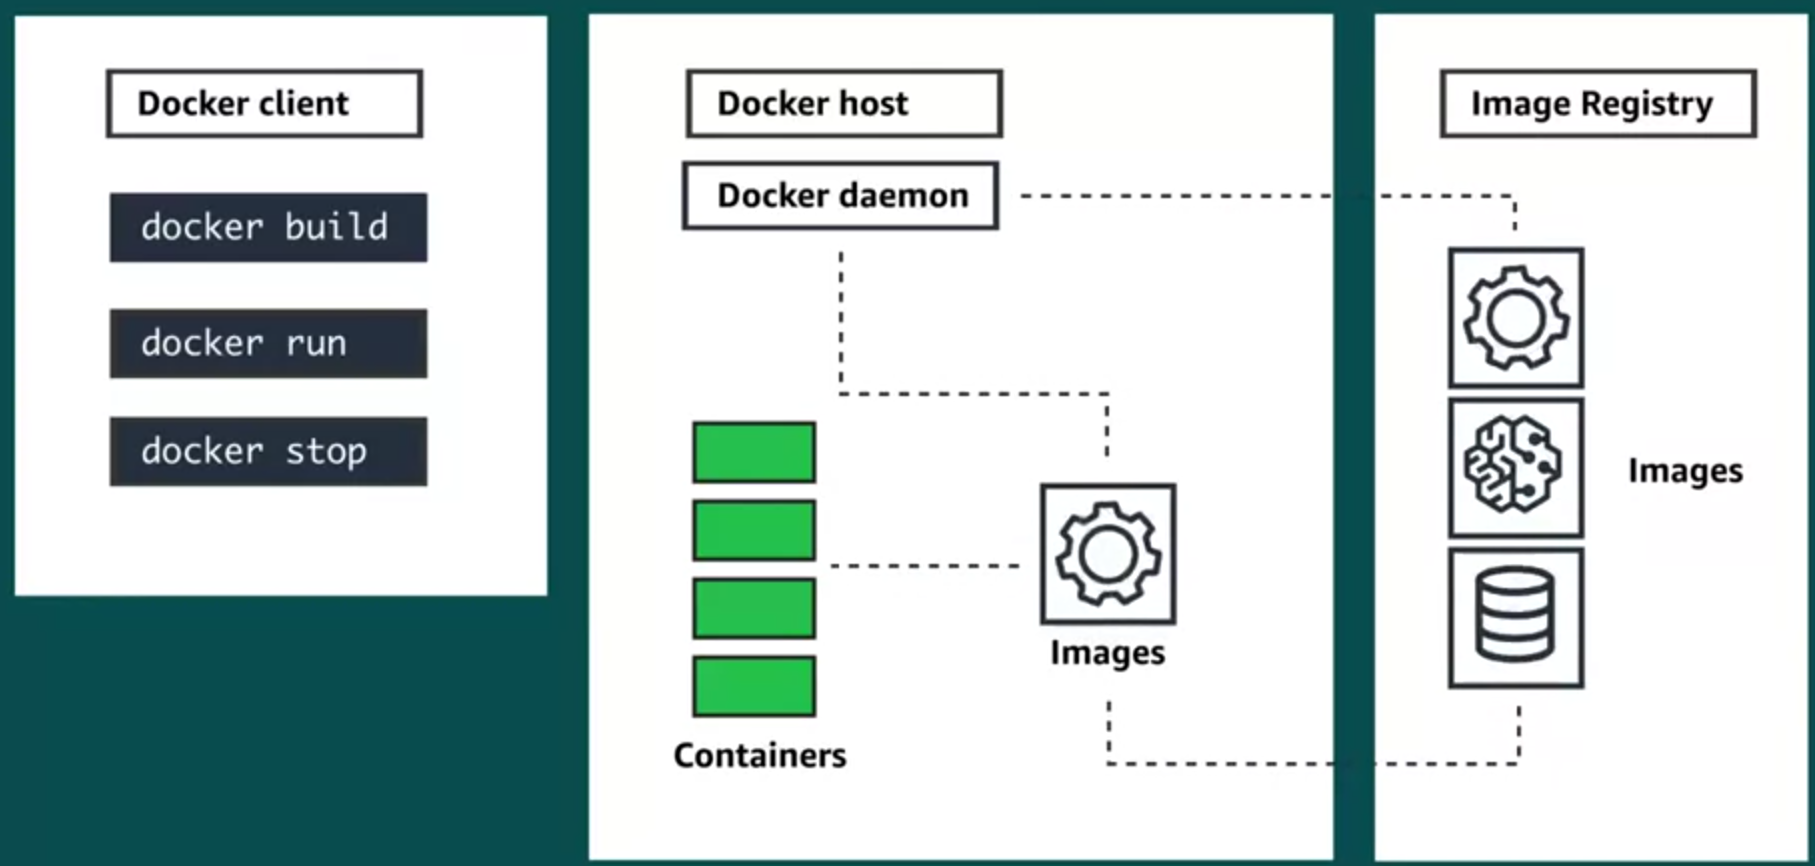 Docker client
docker build
docker run
docker stop
Docker host
Docker daemon
Containers
Images
Image Registry
Images